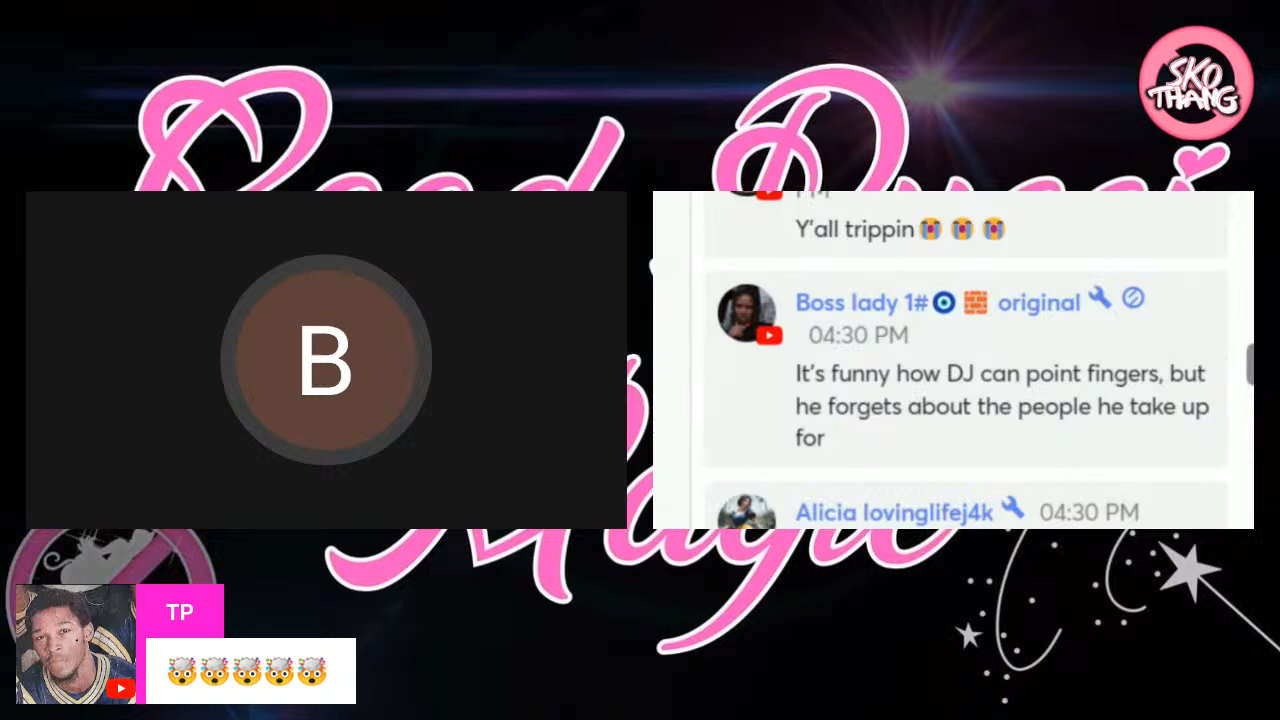 SKO
THANG
B
Y'all trippin😭 😭 😭
Boss lady 1#🧿 🧱 original
04:30 PM
It's funny how DJ can point fingers, but
he forgets about the people he take up
for
Alicia lovinglifej4k 04:30 PM
TP
🤯🤯🤯🤯🤯